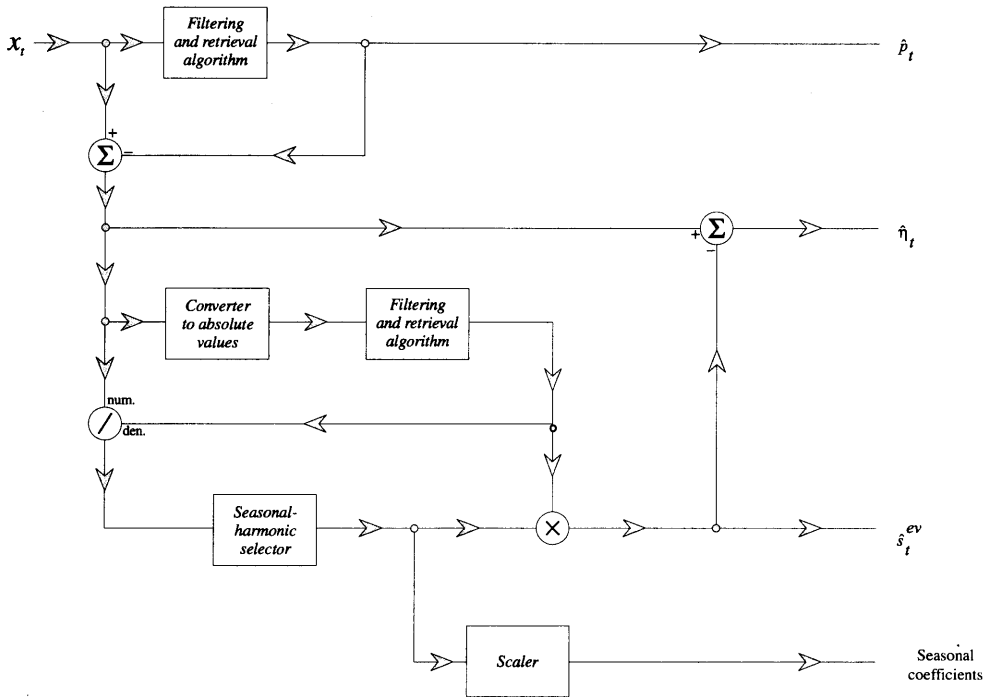 x_t
Filtering
and retrieval
algorithm
p̂_t
+
Σ
−
+
Σ
−
η̂_t
Converter
to absolute
values
Filtering
and retrieval
algorithm
num.
/
den.
Seasonal-
harmonic
selector
×
ŝ_t^ev
Scaler
Seasonal
coefficients